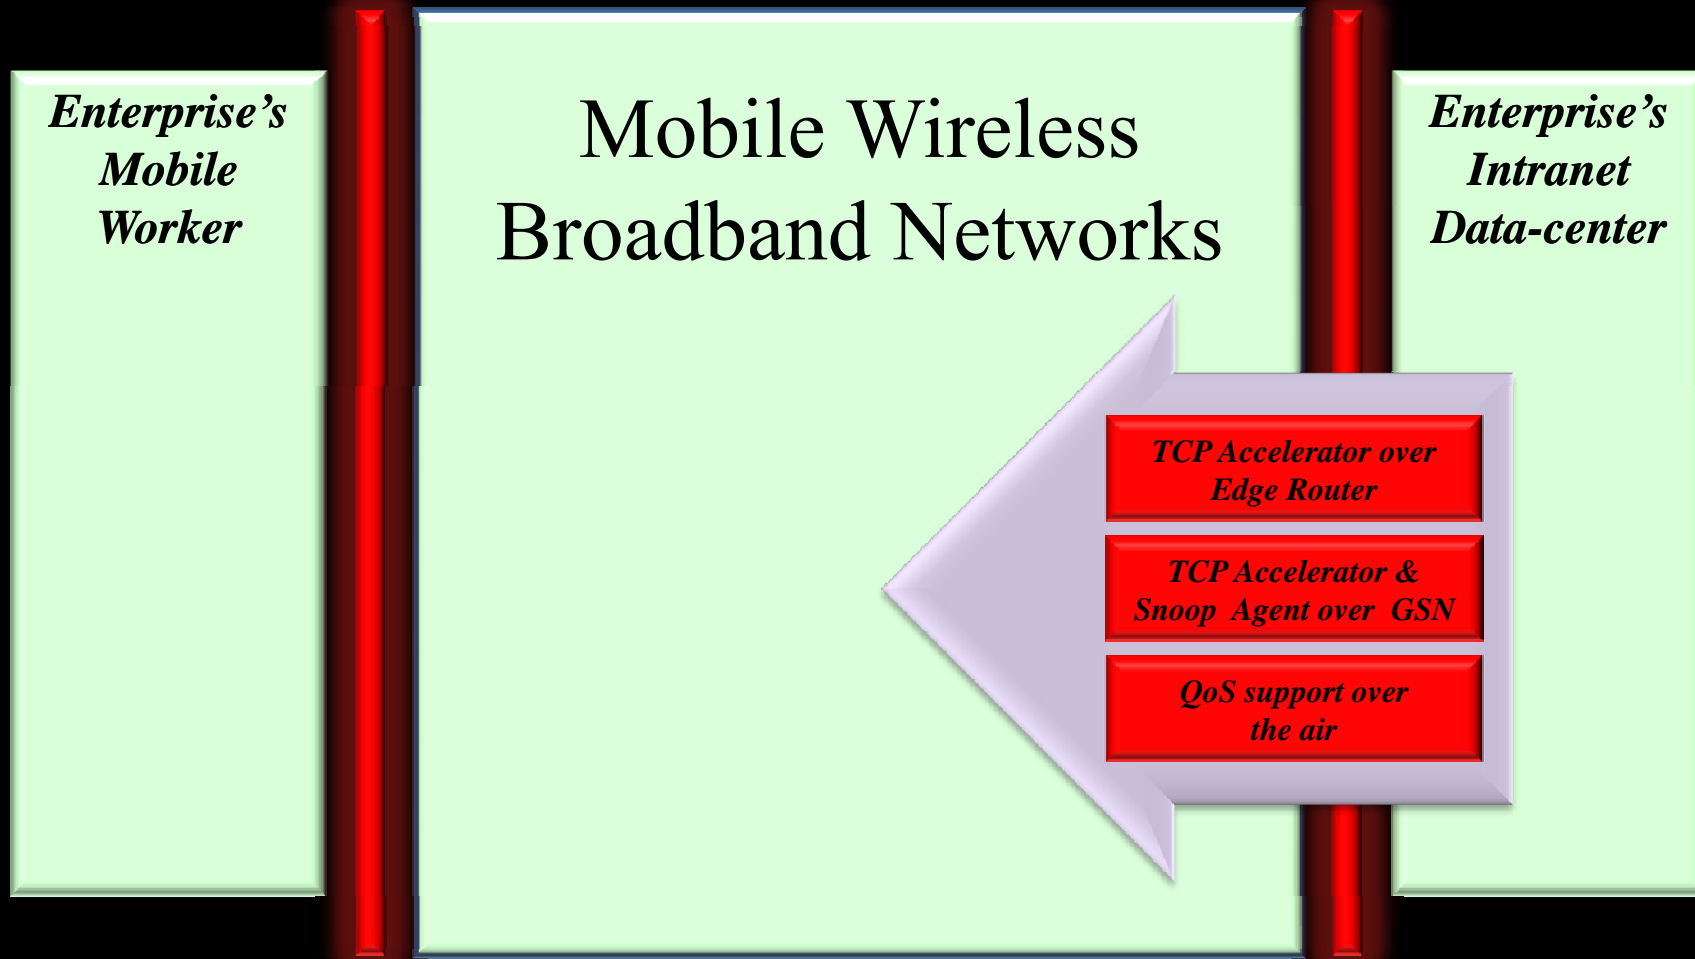 Enterprise’s
Mobile
Worker
Mobile Wireless
Broadband Networks
Enterprise’s
Intranet
Data-center
TCP Accelerator over
Edge Router
TCP Accelerator &
Snoop Agent over GSN
QoS support over
the air